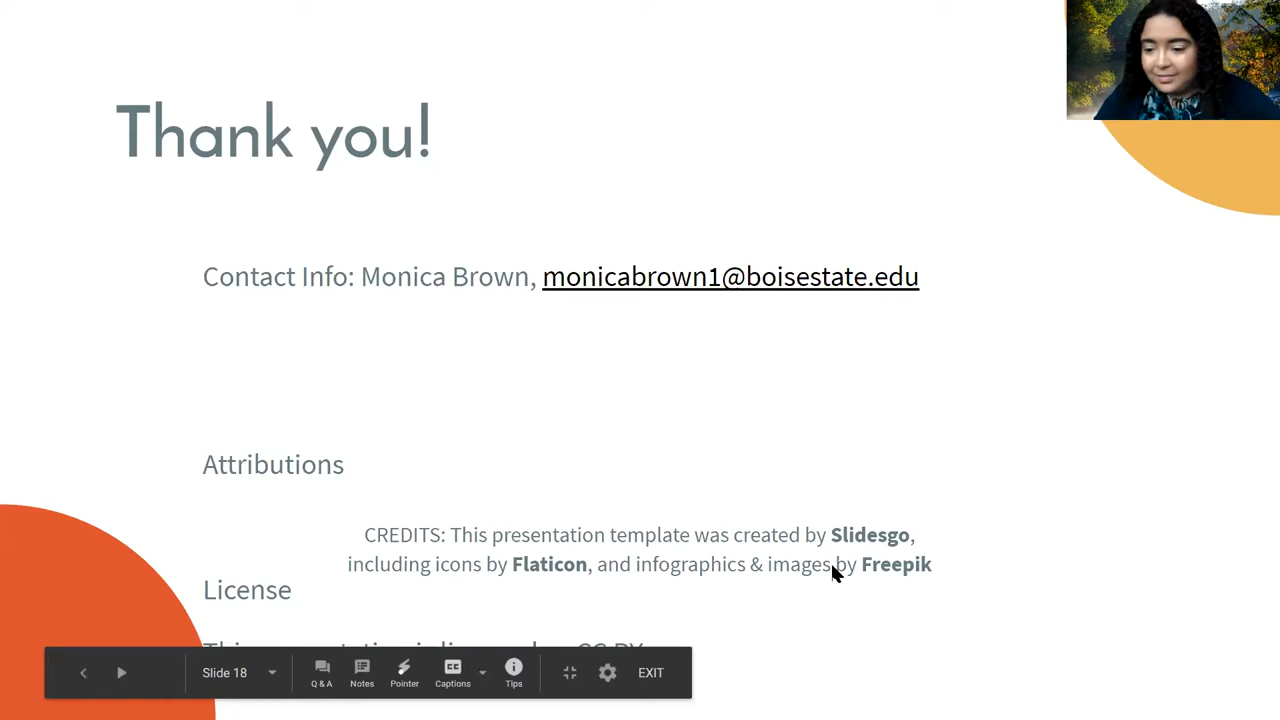 Thank you!
Contact Info: Monica Brown, monicabrown1@boisestate.edu
Attributions
CREDITS: This presentation template was created by Slidesgo,
including icons by Flaticon, and infographics & images by Freepik
License
Slide 18
Q & A
Notes
Pointer
CC
Captions
Tips
EXIT